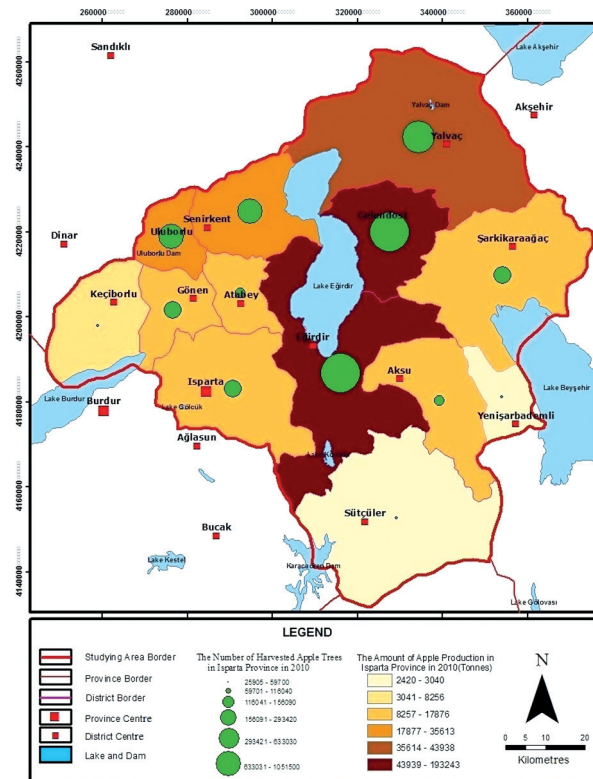 260000 280000 300000 320000 340000 360000
4260000
4240000
4220000
4200000
4180000
4160000
4140000
Sandıklı
Lake Akşehir
Yalvaç Dam
Akşehir
Yalvaç
Gelendost
Senirkent
Uluborlu
Dinar
Uluborlu Dam
Şarkikaraağaç
Keçiborlu
Gönen
Atabey
Lake Eğirdir
Eğirdir
Isparta
Aksu
Lake Burdur
Burdur
Lake Gölcük
Lake Beyşehir
Yenişarbademli
Ağlasun
Sütçüler
Bucak
Lake Kestel
Karacaören Dam
Lake Gölovası
LEGEND
Studying Area Border
Province Border
District Border
Province Centre
District Centre
Lake and Dam
The Number of Harvested Apple Trees
in Isparta Province in 2010
25905 - 59700
59701 - 116040
116041 - 156090
156091 - 293420
293421 - 633030
633031 - 1051500
The Amount of Apple Production in
Isparta Province in 2010(Tonnes)
2420 - 3040
3041 - 8256
8257 - 17876
17877 - 35613
35614 - 43938
43939 - 193243
N
0 5 10 20
Kilometres